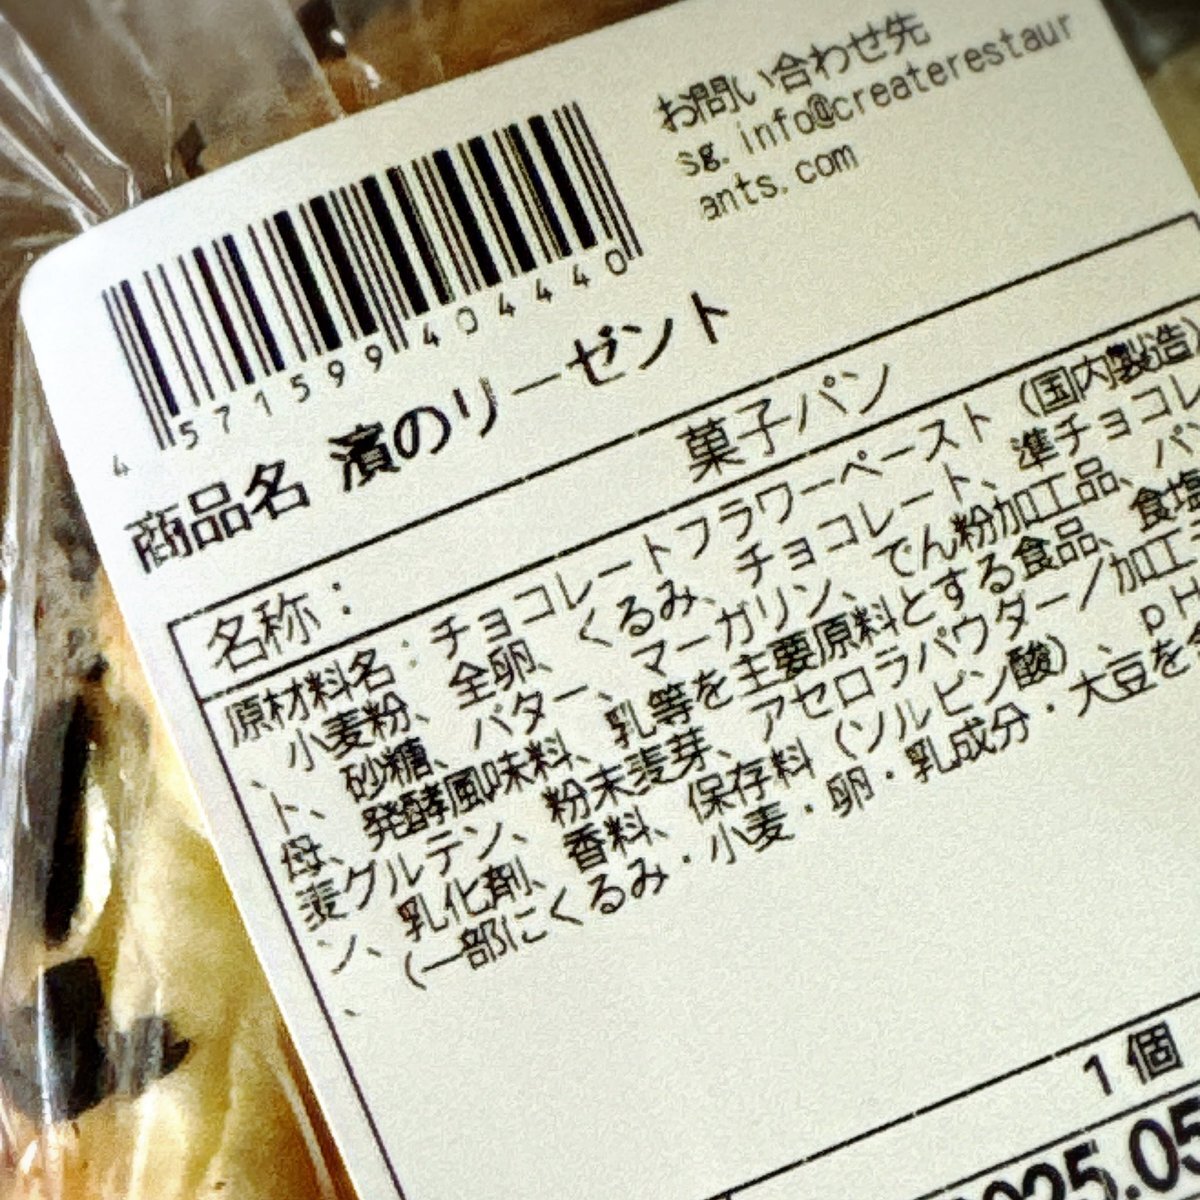 お問い合わせ先
sg.info@createrestaur
ants.com
4 571599 404440
商品名 濱のリーゼント
名称： 菓子パン
原材料名：チョコレートフラワーペースト（国内製造）
、小麦粉、全卵、くるみ、チョコレート、準チョコレ
ト、砂糖、バター、マーガリン、でん粉加工品、パ
母、発酵風味料、乳等を主要原料とする食品、食塩
麦グルテン、粉末麦芽、アセロラパウダー/加工
ン、乳化剤、香料、保存料（ソルビン酸）、pH
、（一部にくるみ・小麦・卵・乳成分・大豆を
1個
025.05